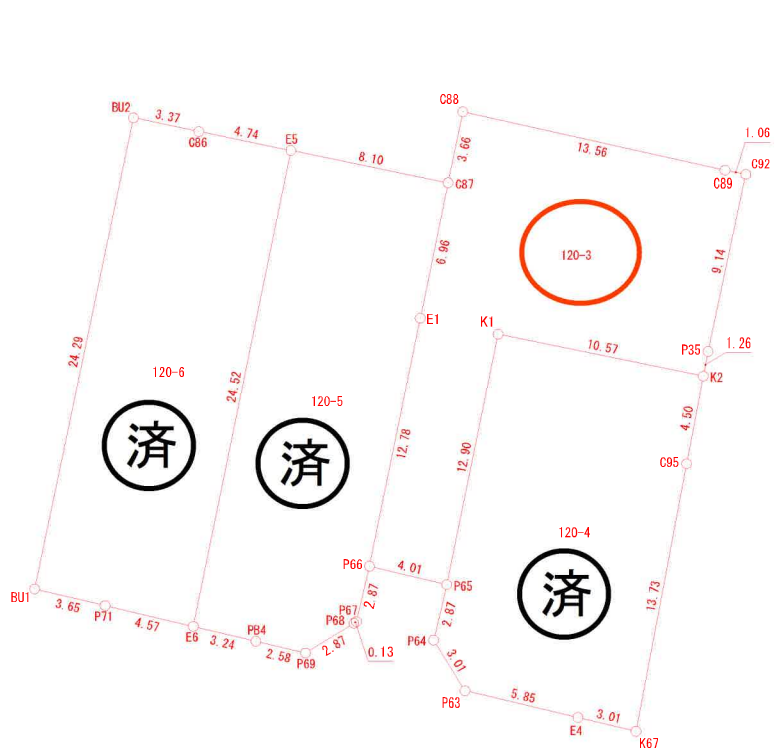 C88
BU2
3.37
C86
4.74
E5
8.10
3.66
13.56
1.06
C89
C92
C87
6.96
120-3
9.14
E1
K1
10.57
P35
1.26
K2
24.29
120-6
24.52
120-5
4.50
C95
12.78
12.90
済
済
120-4
済
13.73
P66
4.01
P65
BU1
3.65
P71
4.57
E6
3.24
PB4
2.58
P69
2.87
P67
P68
2.87
0.13
2.87
P64
3.01
P63
5.85
E4
3.01
K67